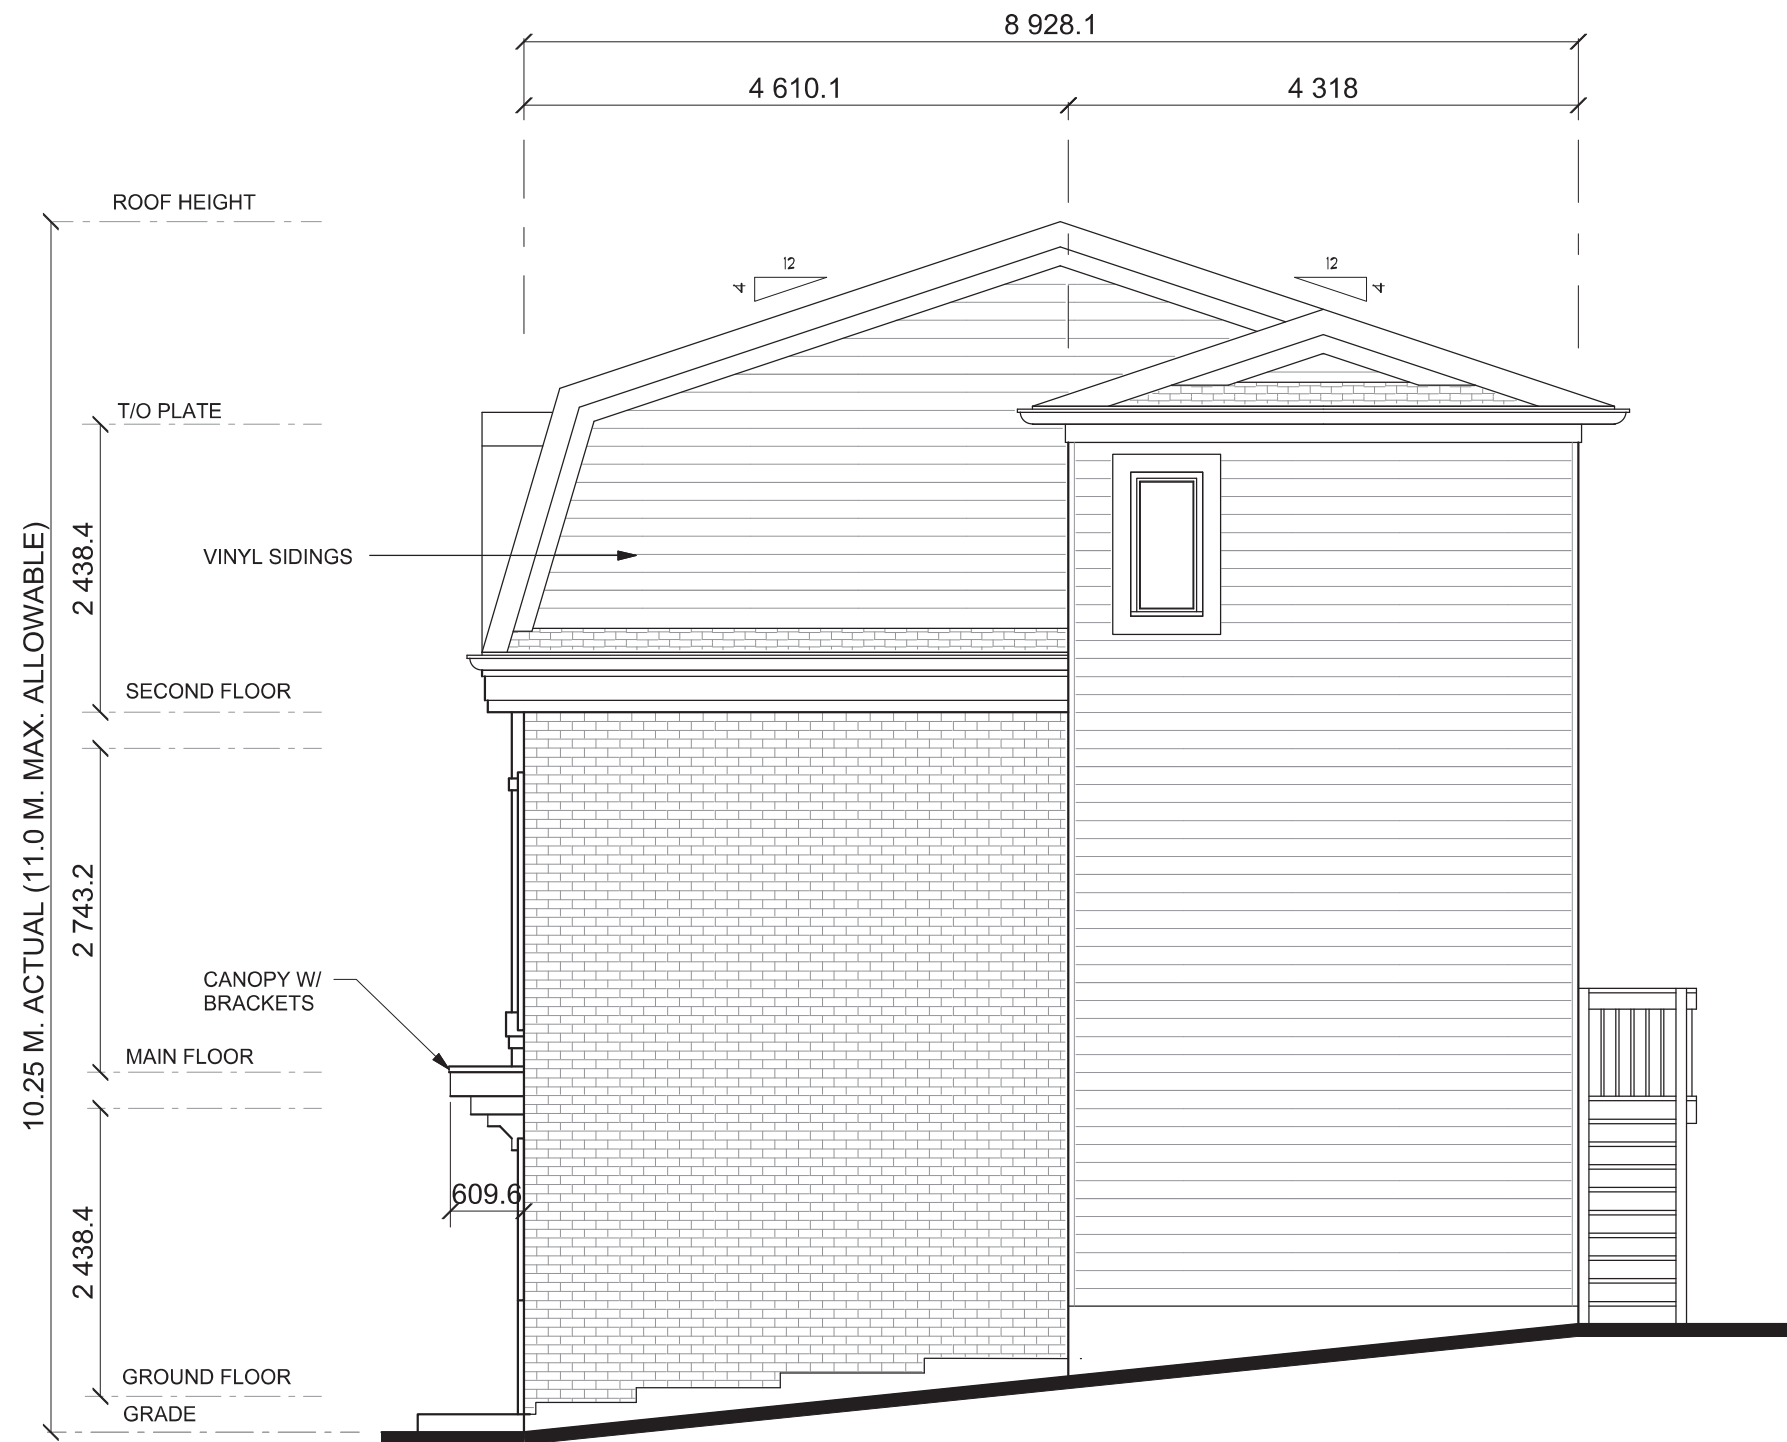 8 928.1
4 610.1
4 318
ROOF HEIGHT
12
4
12
4
T/O PLATE
10.25 M. ACTUAL (11.0 M. MAX. ALLOWABLE)
2 438.4
VINYL SIDINGS
SECOND FLOOR
2 743.2
CANOPY W/
BRACKETS
MAIN FLOOR
609.6
2 438.4
GROUND FLOOR
GRADE